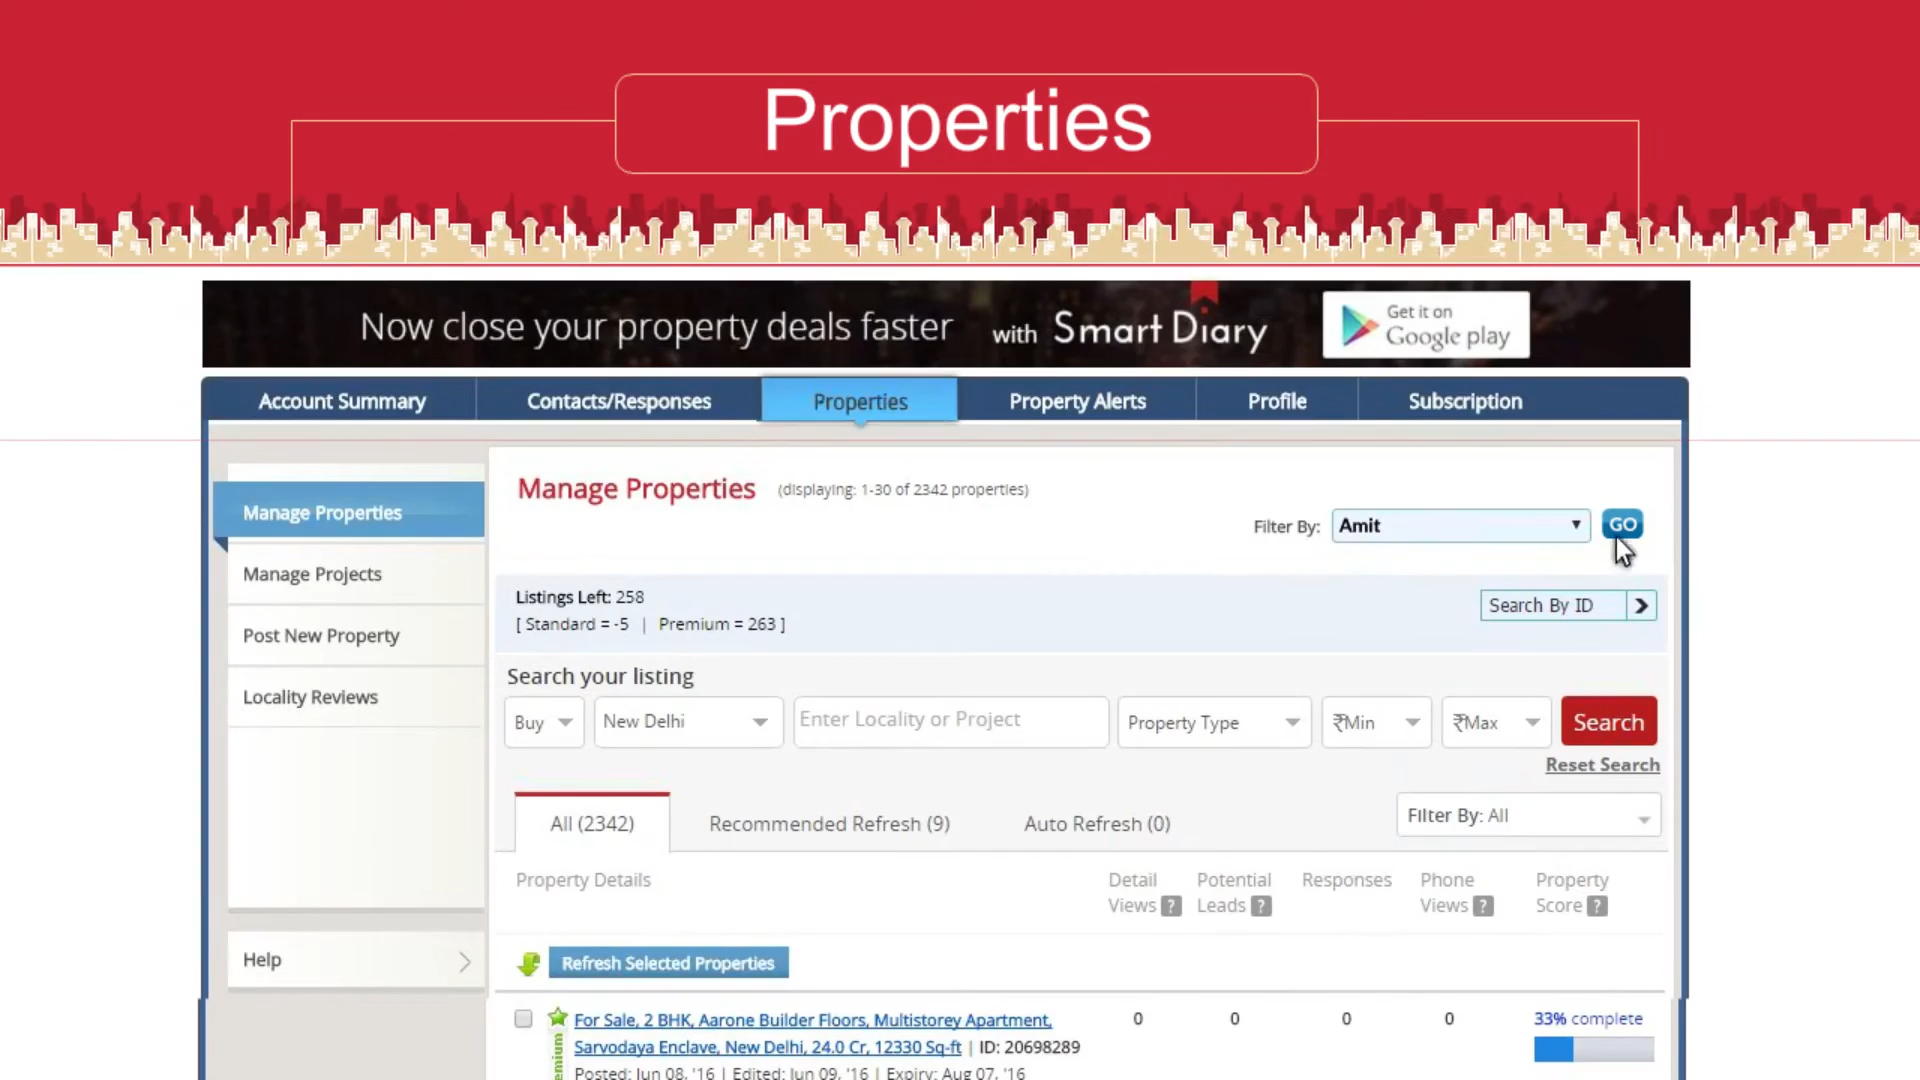 Properties
Now close your property deals faster with Smart Diary
Get it on
Google play
Account Summary Contacts/Responses Properties Property Alerts Profile Subscription
Manage Properties
Manage Projects
Post New Property
Locality Reviews
Help
Manage Properties (displaying: 1-30 of 2342 properties)
Filter By: Amit GO
Listings Left: 258
[ Standard = -5 | Premium = 263 ]
Search By ID
Search your listing
Buy New Delhi Enter Locality or Project Property Type ₹Min ₹Max Search
Reset Search
All (2342) Recommended Refresh (9) Auto Refresh (0) Filter By: All
Property Details
Detail Views ?
Potential Leads ?
Responses
Phone Views ?
Property Score ?
Refresh Selected Properties
For Sale, 2 BHK, Aarone Builder Floors, Multistorey Apartment,
Sarvodaya Enclave, New Delhi, 24.0 Cr, 12330 Sq-ft | ID: 20698289
Posted: Jun 08, '16 | Edited: Jun 09, '16 | Expiry: Aug 07, '16
0 0 0 0 33% complete